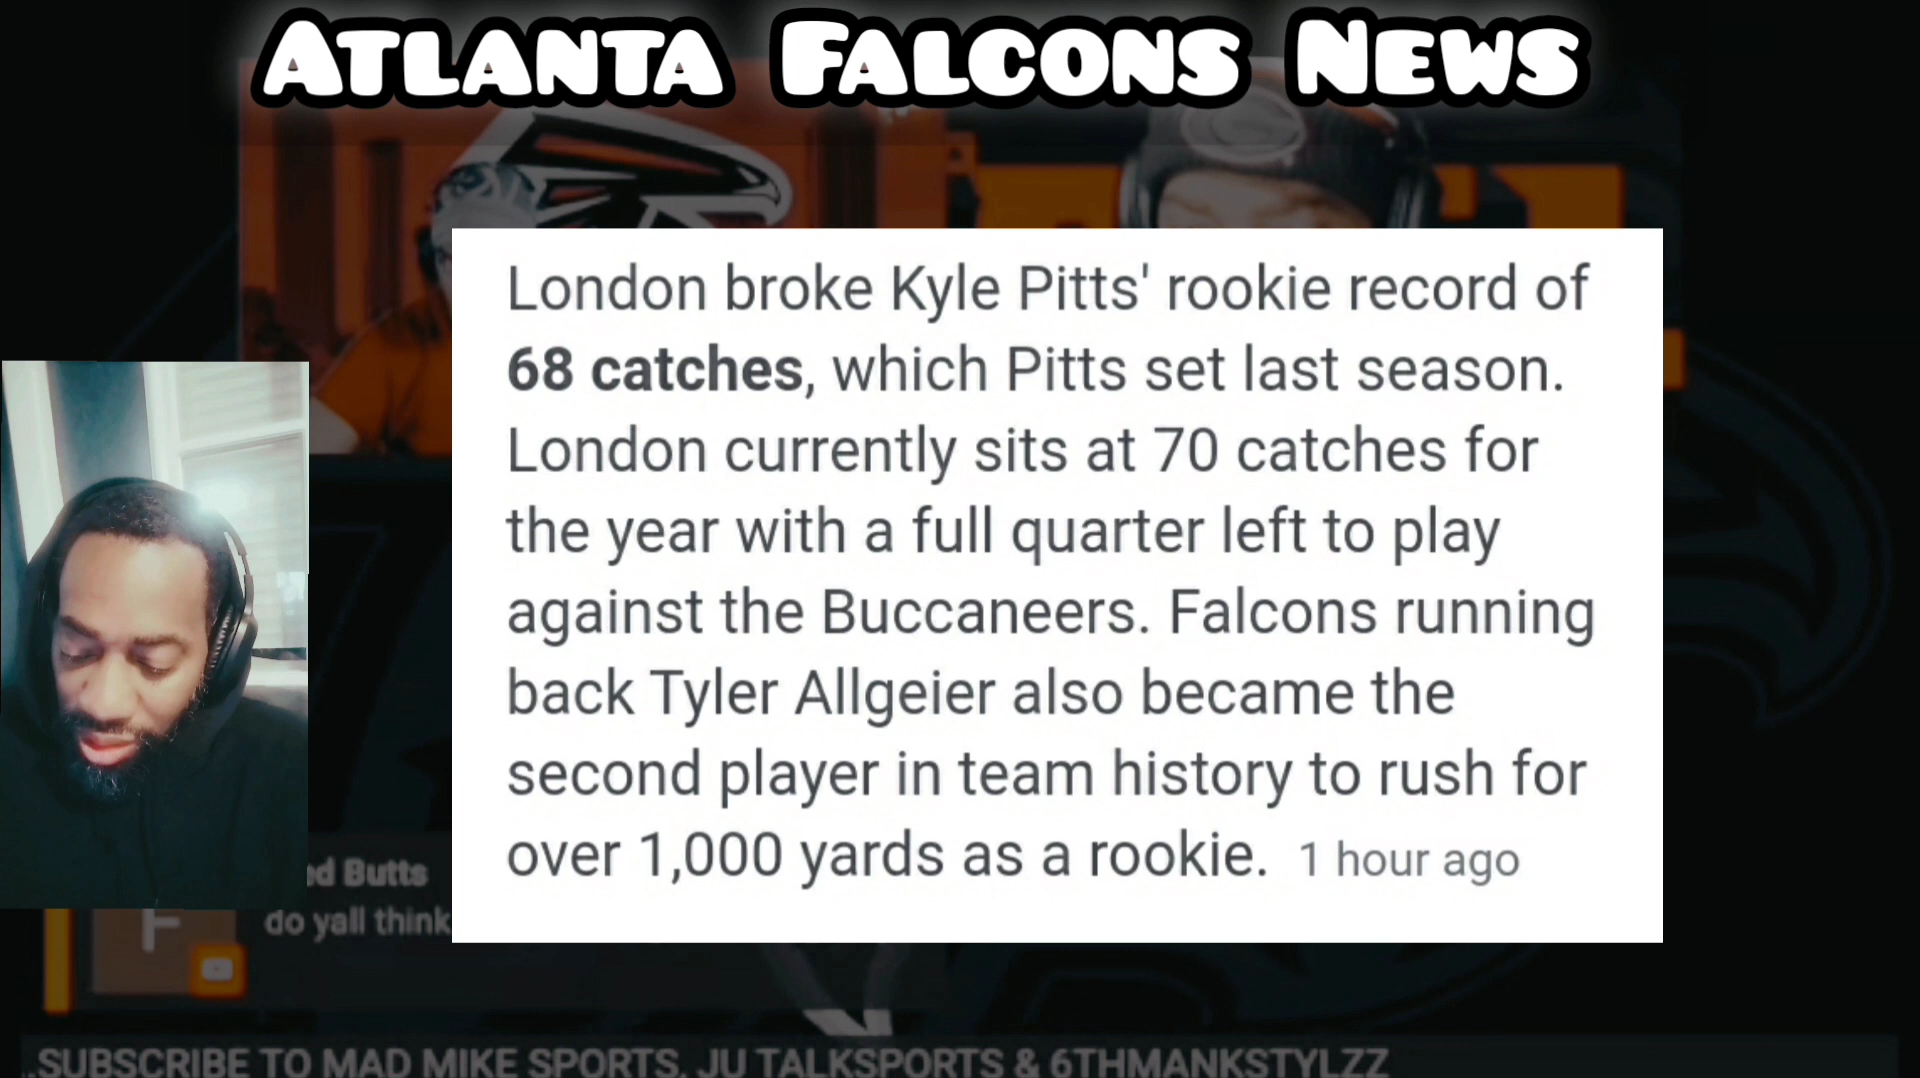 ATLANTA FALCONS NEWS
London broke Kyle Pitts' rookie record of
68 catches, which Pitts set last season.
London currently sits at 70 catches for
the year with a full quarter left to play
against the Buccaneers. Falcons running
back Tyler Allgeier also became the
second player in team history to rush for
over 1,000 yards as a rookie. 1 hour ago
ed Butts
F
do yall think
..SUBSCRIBE TO MAD MIKE SPORTS, JU TALKSPORTS & 6THMANKSTYLZZ